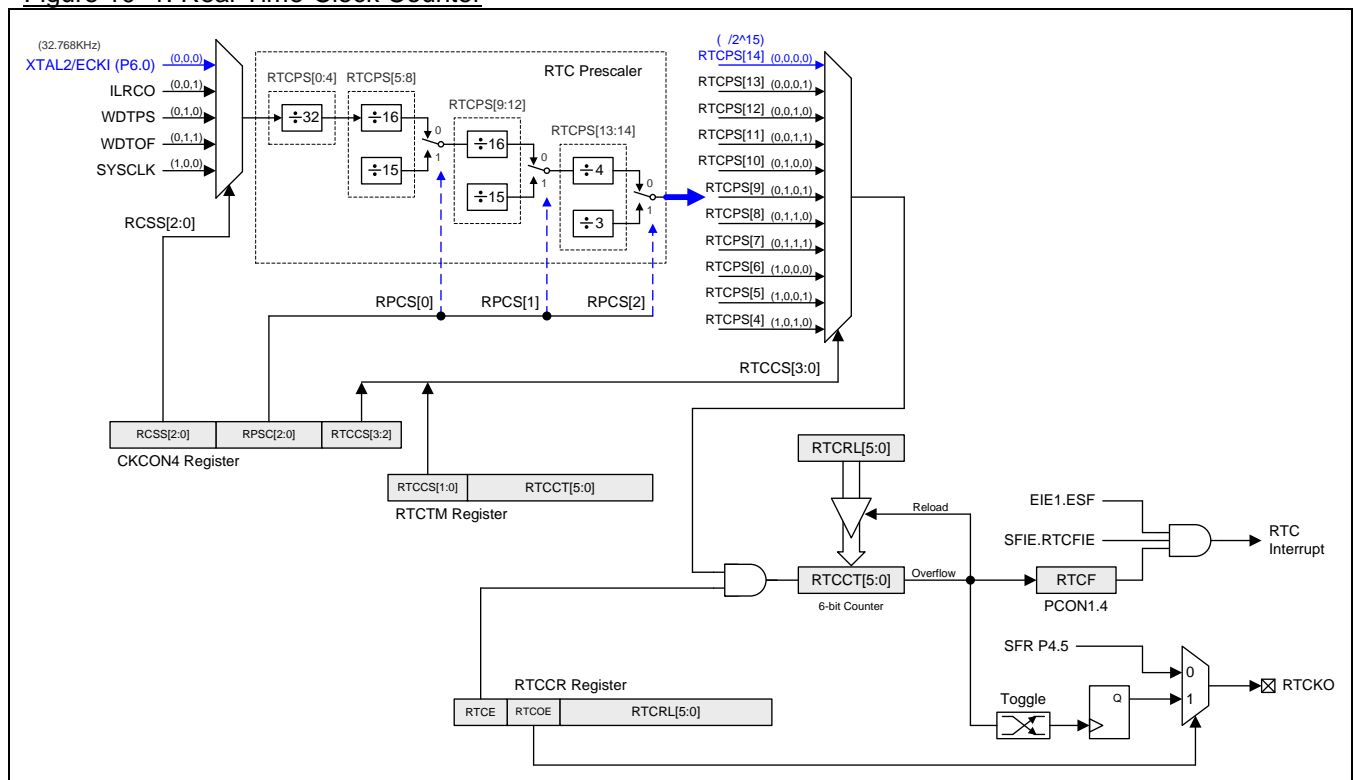 Figure 10-1. Real-Time-Clock Counter
(32.768KHz)
XTAL2/ECKI (P6.0) (0,0,0)
ILRCO (0,0,1)
WDTPS (0,1,0)
WDTOF (0,1,1)
SYSCLK (1,0,0)
RCSS[2:0]
RTC Prescaler
RTCPS[0:4]
÷32
RTCPS[5:8]
÷16
÷15
0
1
RTCPS[9:12]
÷16
÷15
0
1
RTCPS[13:14]
÷4
÷3
0
1
RPCS[0]
RPCS[1]
RPCS[2]
( /2^15)
RTCPS[14] (0,0,0,0)
RTCPS[13] (0,0,0,1)
RTCPS[12] (0,0,1,0)
RTCPS[11] (0,0,1,1)
RTCPS[10] (0,1,0,0)
RTCPS[9] (0,1,0,1)
RTCPS[8] (0,1,1,0)
RTCPS[7] (0,1,1,1)
RTCPS[6] (1,0,0,0)
RTCPS[5] (1,0,0,1)
RTCPS[4] (1,0,1,0)
RTCCS[3:0]
RCSS[2:0] RPSC[2:0] RTCCS[3:2]
CKCON4 Register
RTCCS[1:0] RTCCT[5:0]
RTCTM Register
RTCRL[5:0]
Reload
RTCCT[5:0]
Overflow
6-bit Counter
EIE1.ESF
SFIE.RTCFIE
RTCF
PCON1.4
RTC
Interrupt
SFR P4.5
Toggle
Q
0
1
RTCKO
RTCCR Register
RTCE RTCOE RTCRL[5:0]